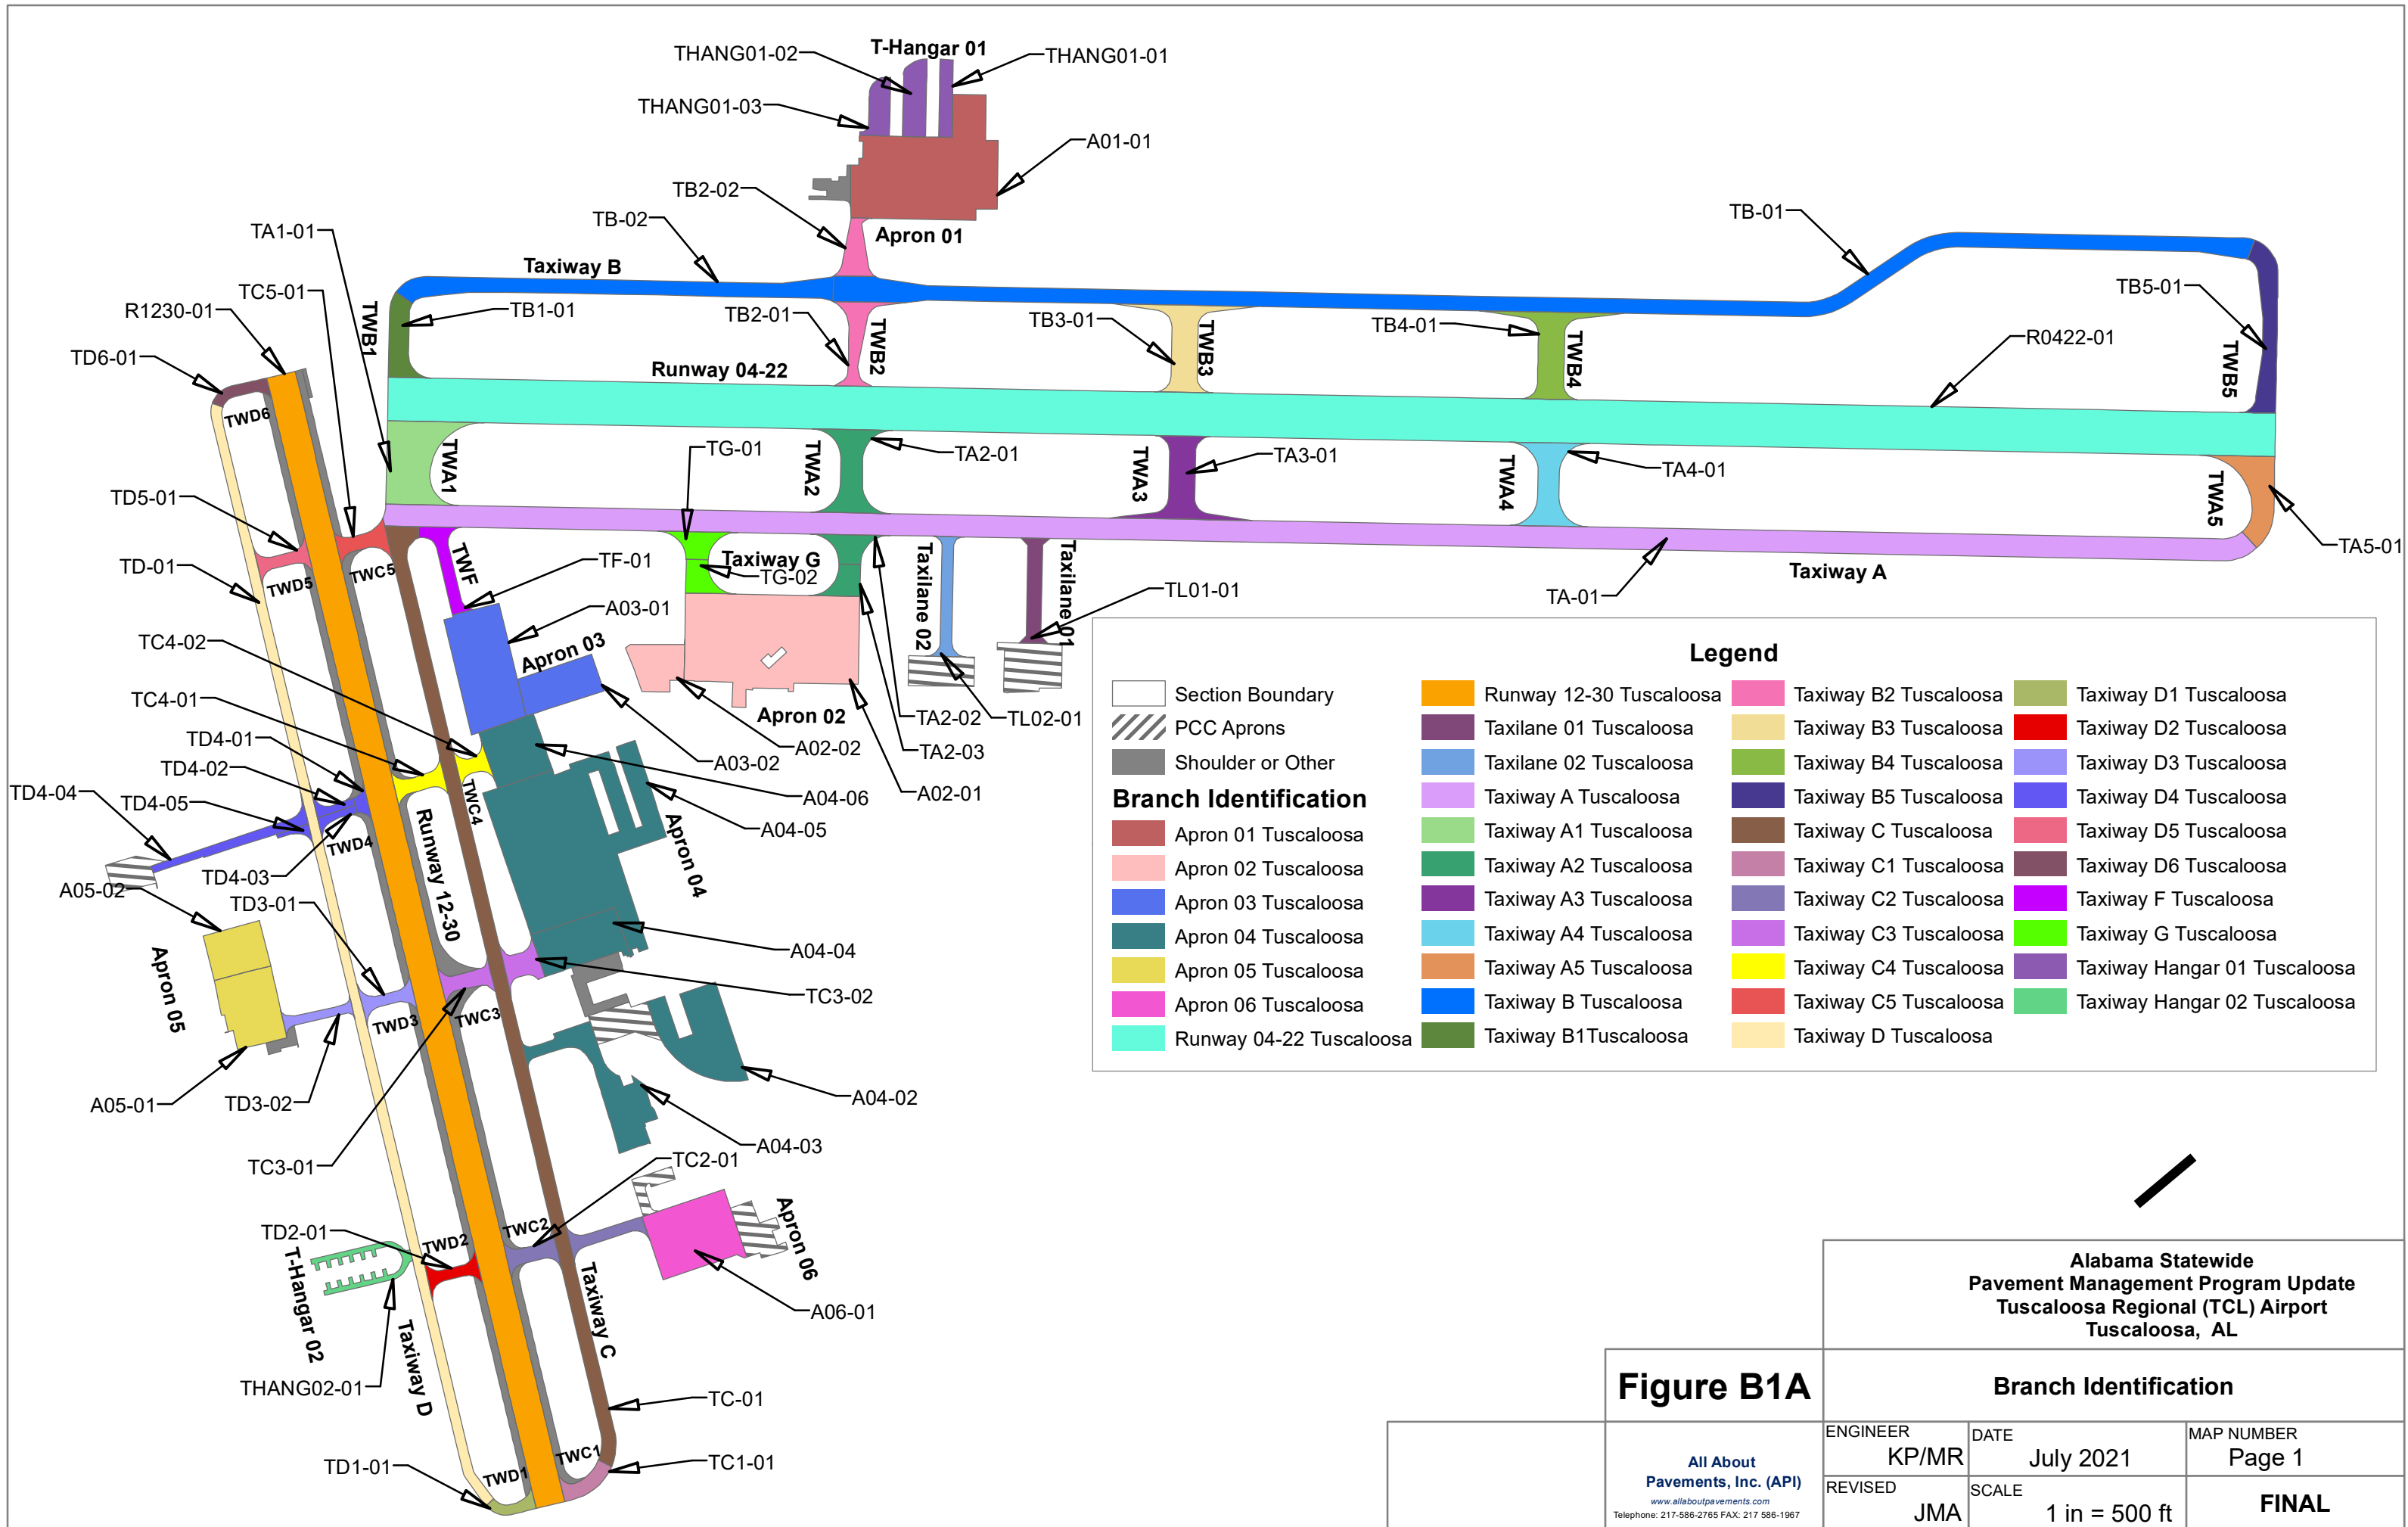 THANG01-02
T-Hangar 01
THANG01-01
THANG01-03
A01-01
TB2-02
TB-02
TB-01
TA1-01
Apron 01
Taxiway B
TC5-01
TWB1
TB1-01
TB2-01
TWB2
TB3-01
TWB3
TB4-01
TWB4
TB5-01
R1230-01
R0422-01
TWB5
TD6-01
Runway 04-22
TWD6
TWA1
TG-01
TWA2
TA2-01
TWA3
TA3-01
TWA4
TA4-01
TWA5
TD5-01
TA5-01
TD-01
TWD5
TWC5
TWF
TF-01
Taxiway G
TG-02
Taxilane 02
Taxilane 01
Taxiway A
TA-01
TL01-01
A03-01
TC4-02
Apron 03
TC4-01
Apron 02
TA2-02
TL02-01
TD4-01
A02-02
TA2-03
TD4-02
A03-02
TD4-04
TD4-05
A04-06
A02-01
TWC4
Runway 12-30
A04-05
TWD4
Apron 04
TD4-03
A05-02
TD3-01
Apron 05
A04-04
TC3-02
TWD3
TWC3
A05-01
TD3-02
A04-02
A04-03
TC3-01
TC2-01
TD2-01
TWD2
TWC2
Apron 06
T-Hangar 02
Taxiway C
A06-01
THANG02-01
Taxiway D
TC-01
TD1-01
TWD1
TWC1
TC1-01
Legend
Section Boundary
PCC Aprons
Shoulder or Other
Branch Identification
Apron 01 Tuscaloosa
Apron 02 Tuscaloosa
Apron 03 Tuscaloosa
Apron 04 Tuscaloosa
Apron 05 Tuscaloosa
Apron 06 Tuscaloosa
Runway 04-22 Tuscaloosa
Runway 12-30 Tuscaloosa
Taxilane 01 Tuscaloosa
Taxilane 02 Tuscaloosa
Taxiway A Tuscaloosa
Taxiway A1 Tuscaloosa
Taxiway A2 Tuscaloosa
Taxiway A3 Tuscaloosa
Taxiway A4 Tuscaloosa
Taxiway A5 Tuscaloosa
Taxiway B Tuscaloosa
Taxiway B1Tuscaloosa
Taxiway B2 Tuscaloosa
Taxiway B3 Tuscaloosa
Taxiway B4 Tuscaloosa
Taxiway B5 Tuscaloosa
Taxiway C Tuscaloosa
Taxiway C1 Tuscaloosa
Taxiway C2 Tuscaloosa
Taxiway C3 Tuscaloosa
Taxiway C4 Tuscaloosa
Taxiway C5 Tuscaloosa
Taxiway D Tuscaloosa
Taxiway D1 Tuscaloosa
Taxiway D2 Tuscaloosa
Taxiway D3 Tuscaloosa
Taxiway D4 Tuscaloosa
Taxiway D5 Tuscaloosa
Taxiway D6 Tuscaloosa
Taxiway F Tuscaloosa
Taxiway G Tuscaloosa
Taxiway Hangar 01 Tuscaloosa
Taxiway Hangar 02 Tuscaloosa
Alabama Statewide
Pavement Management Program Update
Tuscaloosa Regional (TCL) Airport
Tuscaloosa, AL
Figure B1A
Branch Identification
All About
Pavements, Inc. (API)
www.allaboutpavements.com
Telephone: 217-586-2765 FAX: 217 586-1967
ENGINEER
KP/MR
DATE
July 2021
MAP NUMBER
Page 1
REVISED
JMA
SCALE
1 in = 500 ft
FINAL